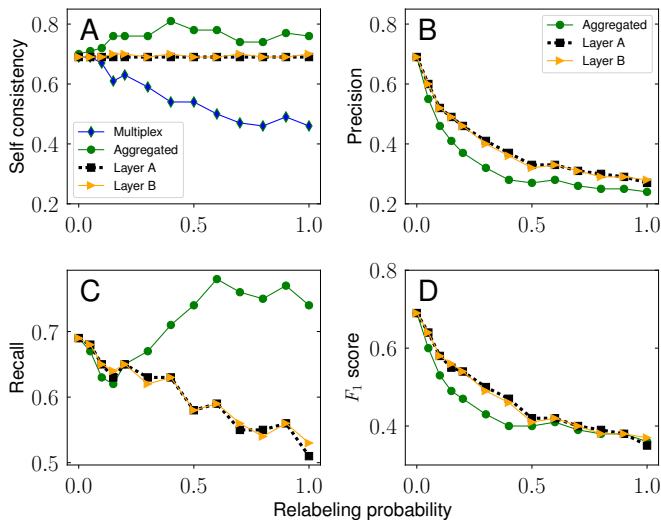 A
0.8
0.6
0.4
0.2
Self consistency
0.0
0.5
1.0
Multiplex
Aggregated
Layer A
Layer B
B
0.8
0.6
0.4
0.2
Precision
0.0
0.5
1.0
Aggregated
Layer A
Layer B
C
0.7
0.6
0.5
Recall
0.0
0.5
1.0
D
0.8
0.6
0.4
F₁ score
0.0
0.5
1.0
Aggregated
Layer A
Layer B
Relabeling probability